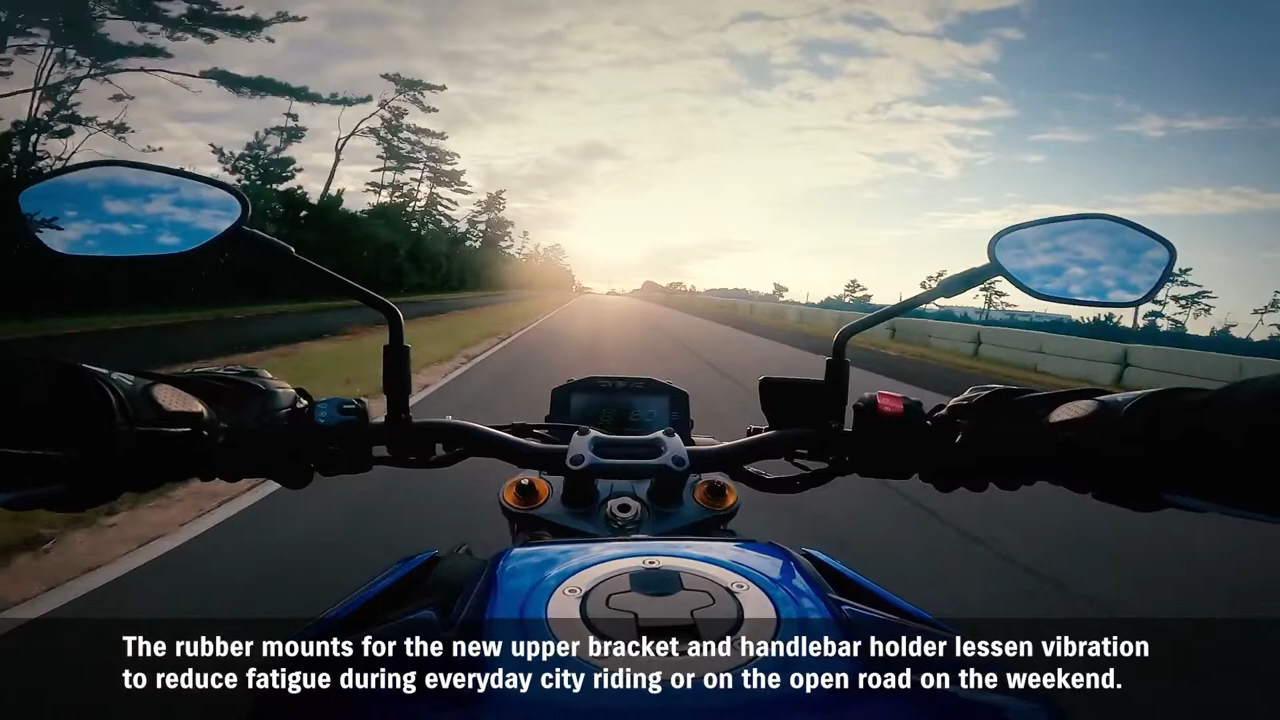 The rubber mounts for the new upper bracket and handlebar holder lessen vibration
to reduce fatigue during everyday city riding or on the open road on the weekend.